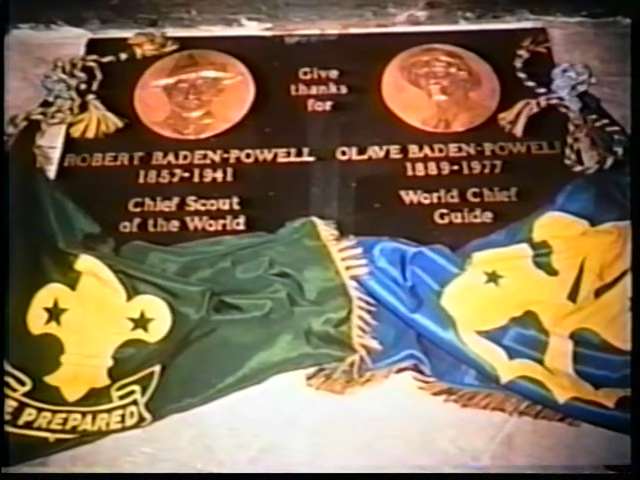 Give
thanks
for
ROBERT BADEN-POWELL
1857-1941
Chief Scout
of the World
OLAVE BADEN-POWELL
1889-1977
World Chief
Guide
E PREPARED